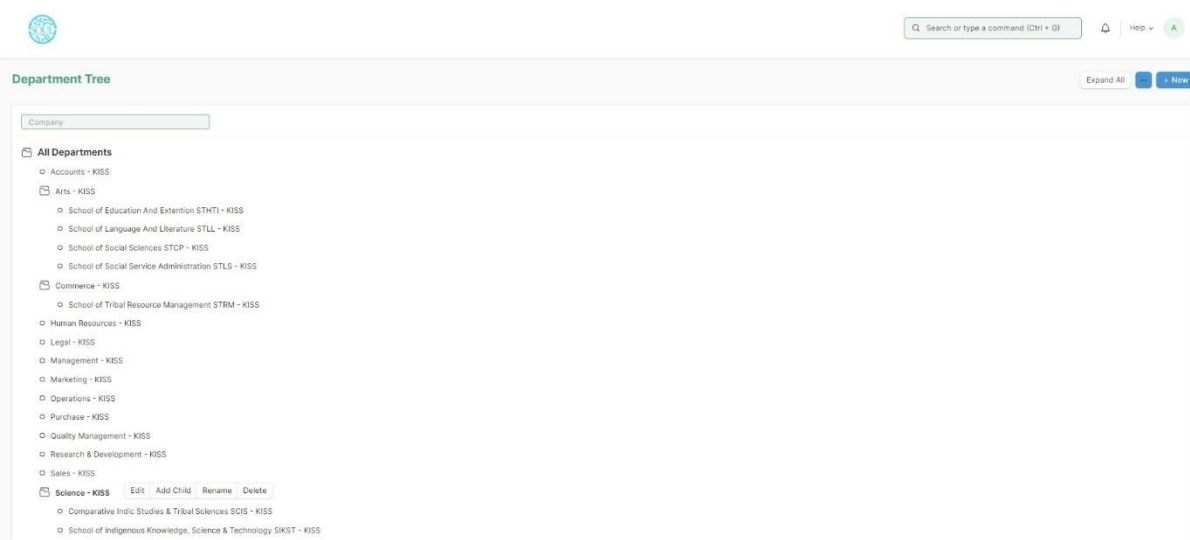 Search or type a command (Ctrl + G)
Help
A
Department Tree
Expand All
+ New
Company
All Departments
Accounts - KISS
Arts - KISS
School of Education And Extention STHTI - KISS
School of Language And Literature STLL - KISS
School of Social Sciences STCP - KISS
School of Social Service Administration STLS - KISS
Commerce - KISS
School of Tribal Resource Management STRM - KISS
Human Resources - KISS
Legal - KISS
Management - KISS
Marketing - KISS
Operations - KISS
Purchase - KISS
Quality Management - KISS
Research & Development - KISS
Sales - KISS
Science - KISS Edit Add Child Rename Delete
Comparative Indic Studies & Tribal Sciences SCIS - KISS
School of Indigenous Knowledge, Science & Technology SIKST - KISS